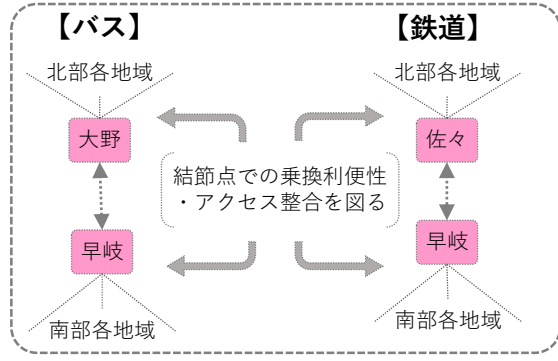 【バス】
【鉄道】
北部各地域
北部各地域
大野
佐々
結節点での乗換利便性
・アクセス整合を図る
早岐
早岐
南部各地域
南部各地域